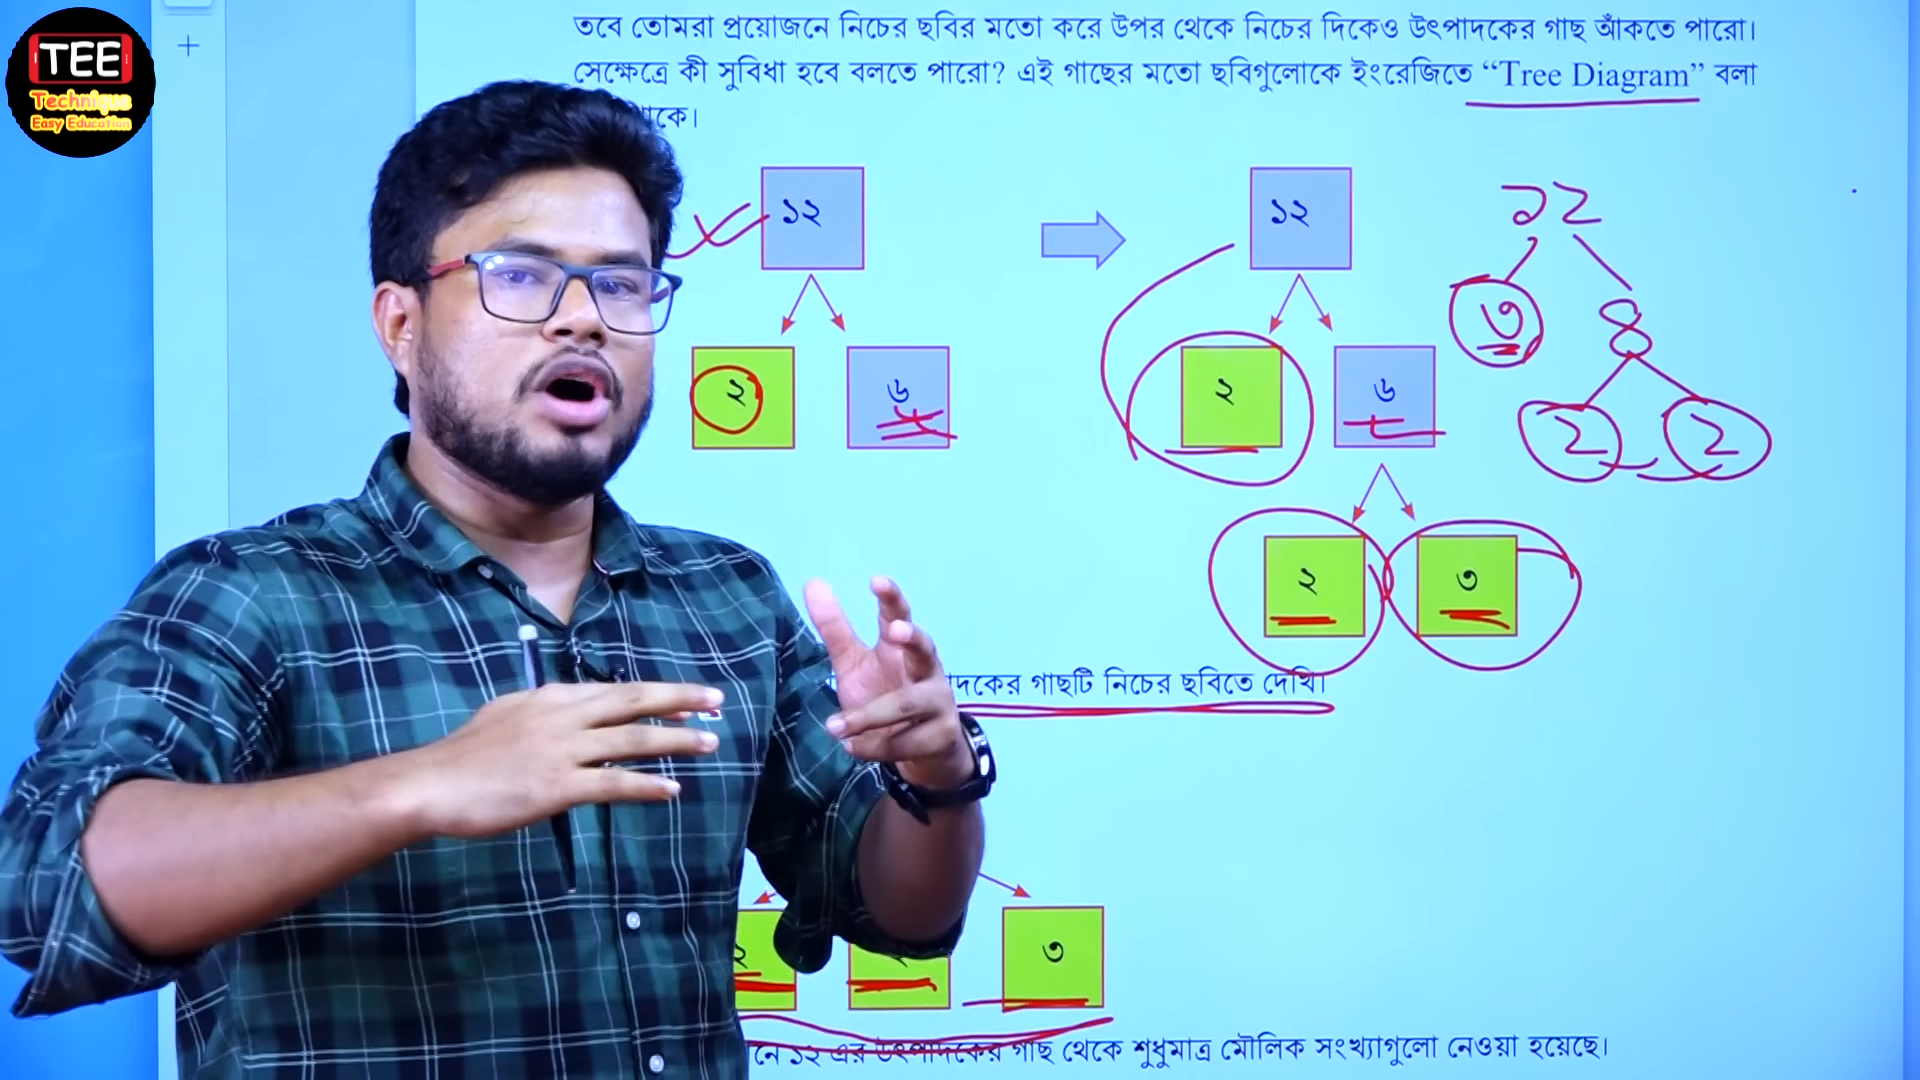 TEE
Technique
Easy Education
তবে তোমরা প্রয়োজনে নিচের ছবির মতো করে উপর থেকে নিচের দিকেও উৎপাদকের গাছ আঁকতে পারো।
সেক্ষেত্রে কী সুবিধা হবে বলতে পারো? এই গাছের মতো ছবিগুলোকে ইংরেজিতে “Tree Diagram” বলা
থাকে।
১২ ১২ ১২
৩ ৪
২ ৬ ২ ৬
২ ২
২ ৩
গাছটি নিচের ছবিতে দেখি।
২ ২ ৩
১২ এর উৎপাদকের গাছ থেকে শুধুমাত্র মৌলিক সংখ্যাগুলো নেওয়া হয়েছে।